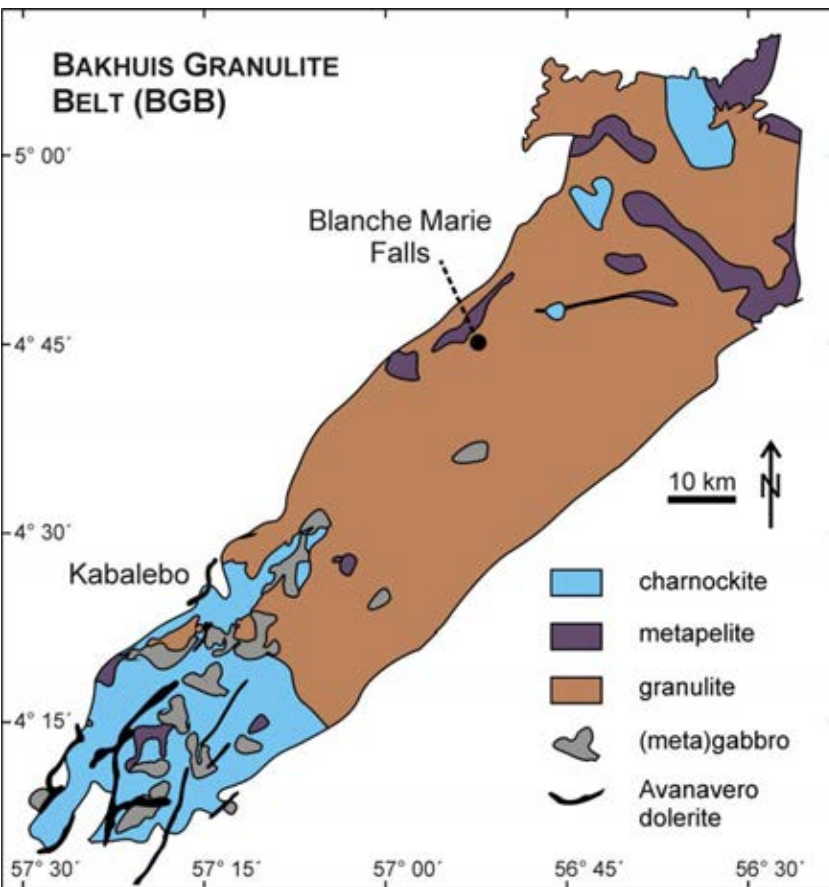 BAKHUIS GRANULITE
BELT (BGB)
5° 00´
Blanche Marie
Falls
4° 45´
10 km
N
4° 30´
Kabalebo
charnockite
metapelite
granulite
4° 15´
(meta)gabbro
Avanavero
dolerite
57° 30´
57° 15´
57° 00´
56° 45´
56° 30´